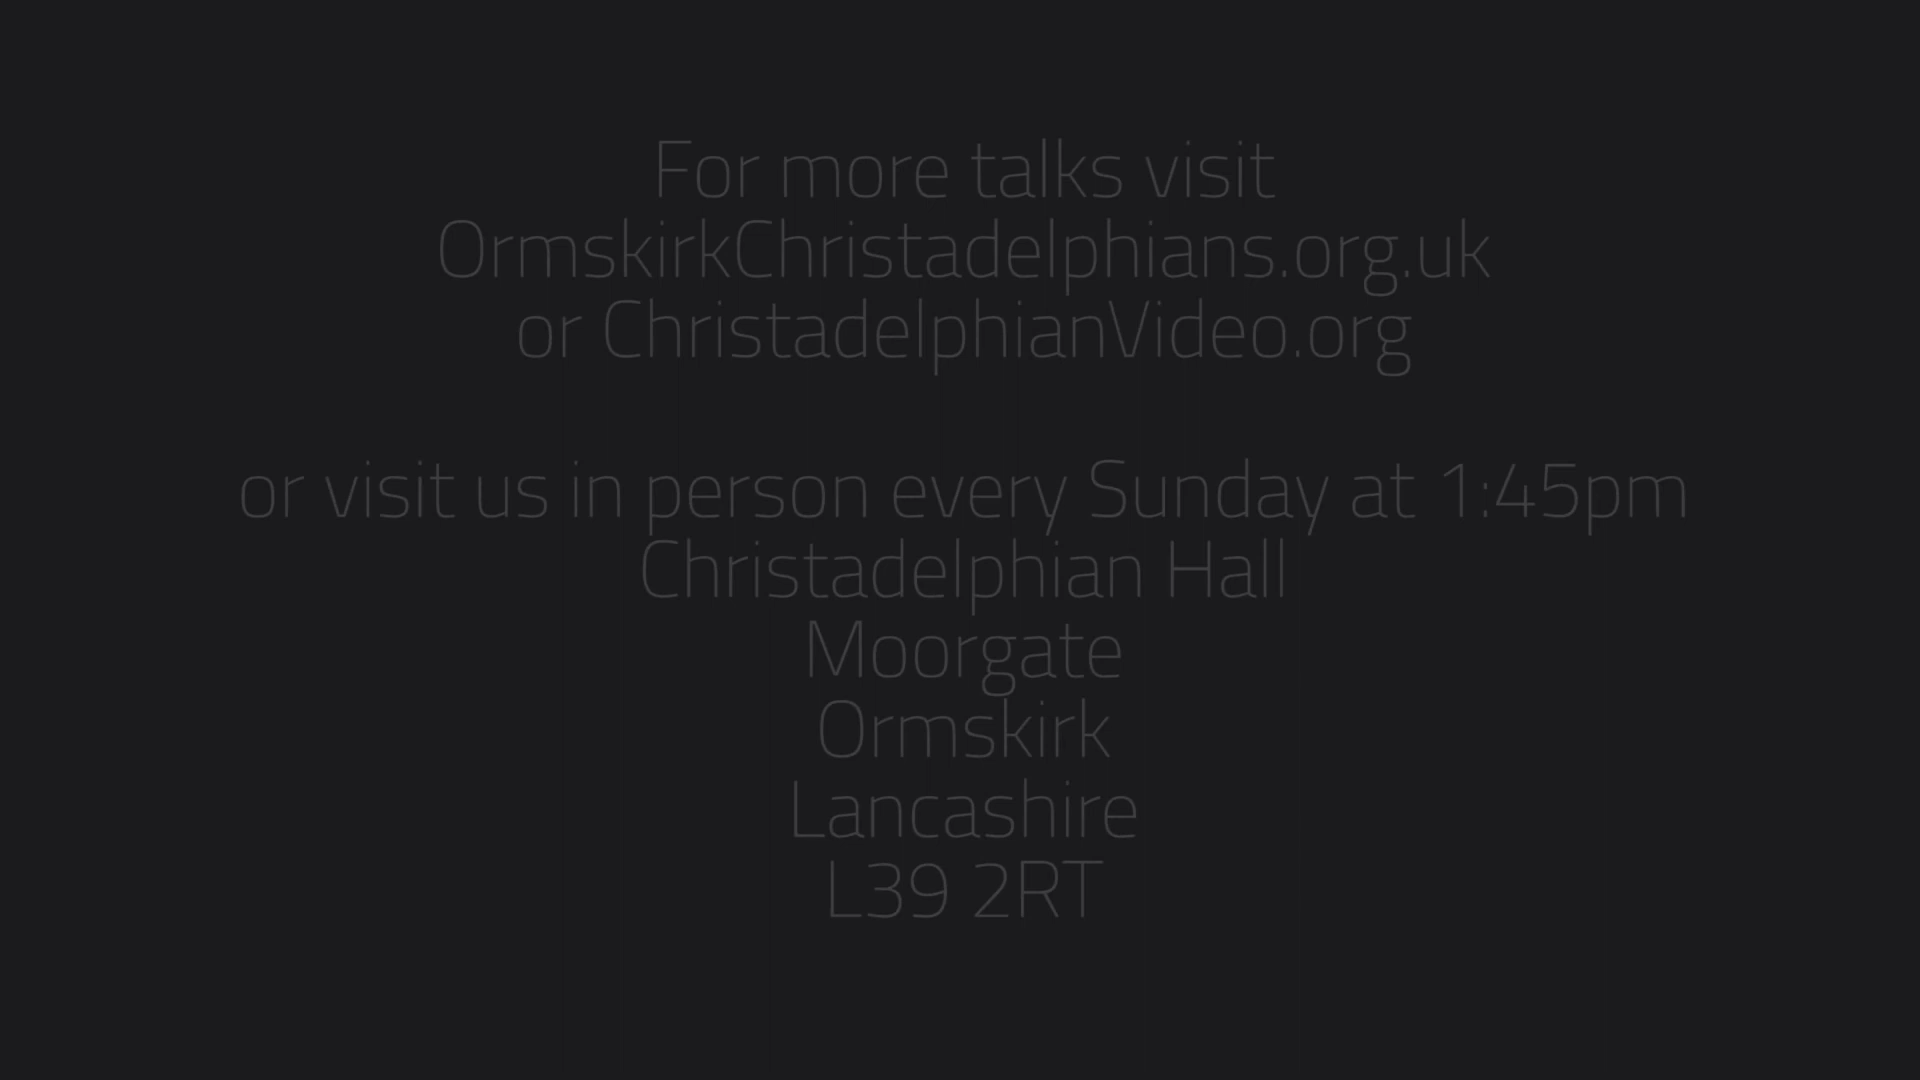 For more talks visit
OrmskirkChristadelphians.org.uk
or ChristadelphianVideo.org
or visit us in person every Sunday at 1:45pm
Christadelphian Hall
Moorgate
Ormskirk
Lancashire
L39 2RT